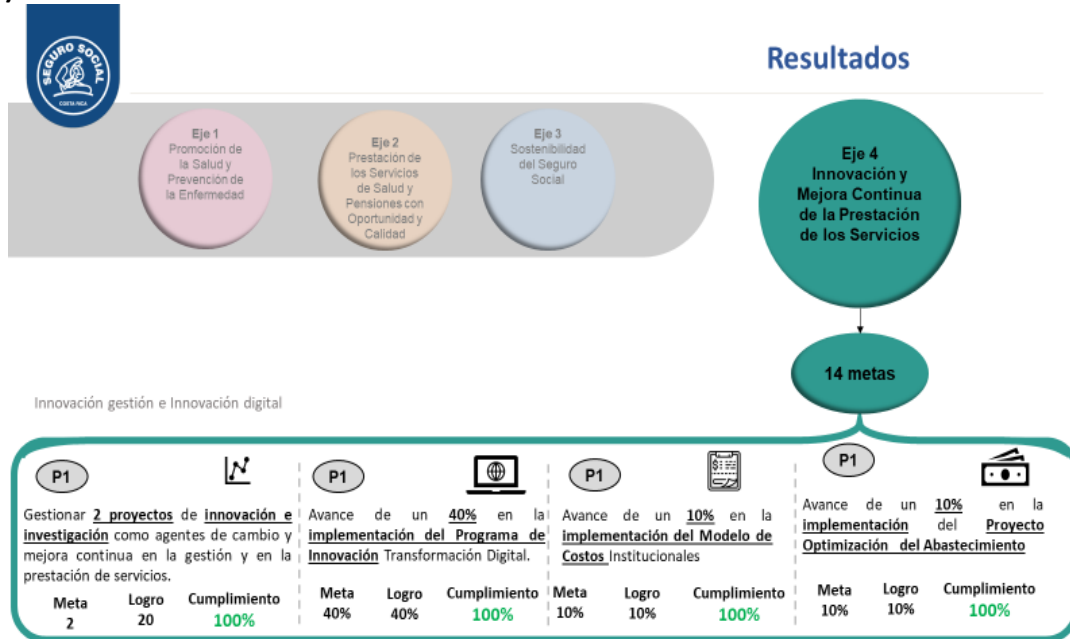 SEGURO SOCIAL
COSTA RICA
Resultados
Eje 1
Promoción de
la Salud y
Prevención de
la Enfermedad
Eje 2
Prestación de
los Servicios
de Salud y
Pensiones con
Oportunidad y
Calidad
Eje 3
Sostenibilidad
del Seguro
Social
Eje 4
Innovación y
Mejora Continua
de la Prestación
de los Servicios
14 metas
Innovación gestión e Innovación digital
P1
Gestionar 2 proyectos de innovación e
investigación como agentes de cambio y
mejora continua en la gestión y en la
prestación de servicios.
Meta Logro Cumplimiento
2 20 100%
P1
Avance de un 40% en la
implementación del Programa de
Innovación Transformación Digital.
Meta Logro Cumplimiento
40% 40% 100%
P1
Avance de un 10% en la
implementación del Modelo de
Costos Institucionales
Meta Logro Cumplimiento
10% 10% 100%
P1
Avance de un 10% en la
implementación del Proyecto
Optimización del Abastecimiento
Meta Logro Cumplimiento
10% 10% 100%